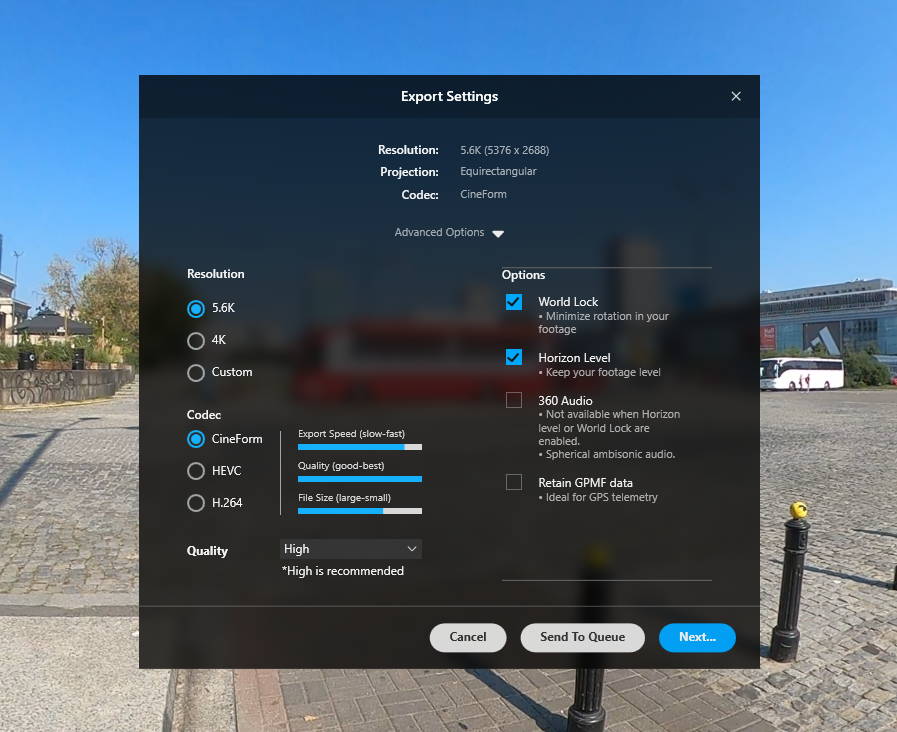 Export Settings
Resolution: 5.6K (5376 x 2688)
Projection: Equirectangular
Codec: CineForm
Advanced Options
Resolution
5.6K
4K
Custom
Codec
CineForm
HEVC
H.264
Export Speed (slow-fast)
Quality (good-best)
File Size (large-small)
Quality
High
*High is recommended
Options
World Lock
• Minimize rotation in your
footage
Horizon Level
• Keep your footage level
360 Audio
• Not available when Horizon
level or World Lock are
enabled.
• Spherical ambisonic audio.
Retain GPMF data
• Ideal for GPS telemetry
Cancel
Send To Queue
Next...